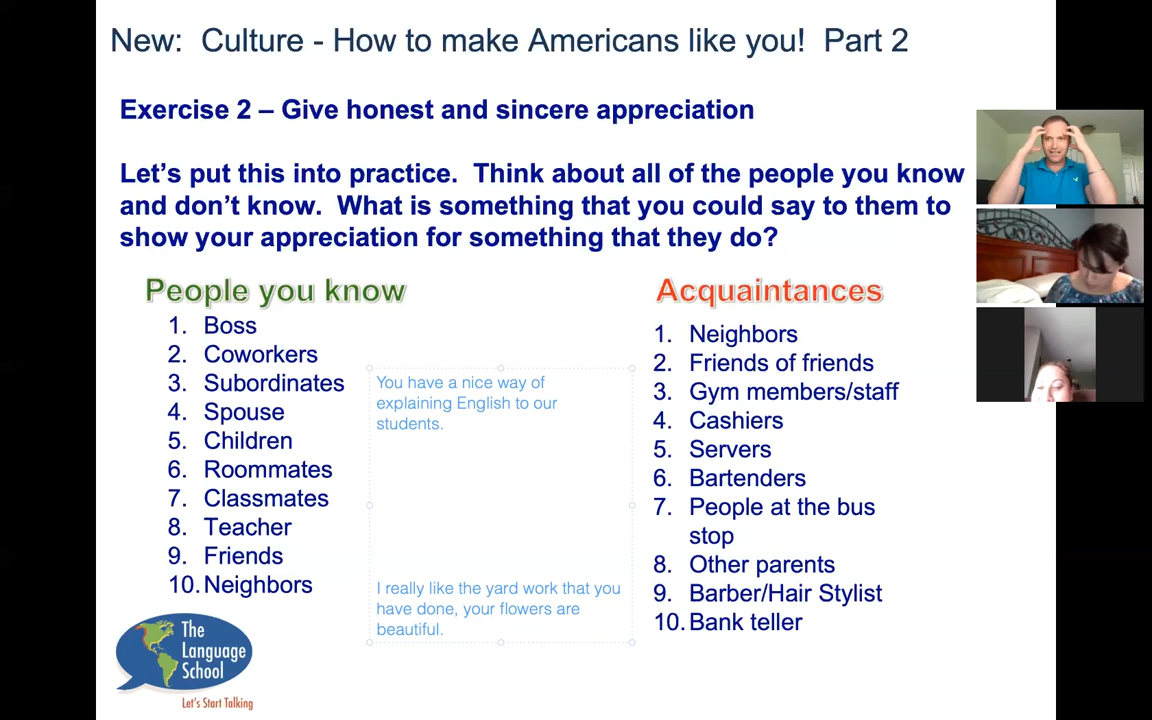 New:  Culture - How to make Americans like you!  Part 2
Exercise 2 – Give honest and sincere appreciation
Let's put this into practice.  Think about all of the people you know
and don't know.  What is something that you could say to them to
show your appreciation for something that they do?
People you know
1. Boss
2. Coworkers
3. Subordinates
4. Spouse
5. Children
6. Roommates
7. Classmates
8. Teacher
9. Friends
10. Neighbors
You have a nice way of
explaining English to our
students.
I really like the yard work that you
have done, your flowers are
beautiful.
Acquaintances
1. Neighbors
2. Friends of friends
3. Gym members/staff
4. Cashiers
5. Servers
6. Bartenders
7. People at the bus
stop
8. Other parents
9. Barber/Hair Stylist
10. Bank teller
The
Language
School
Let's Start Talking